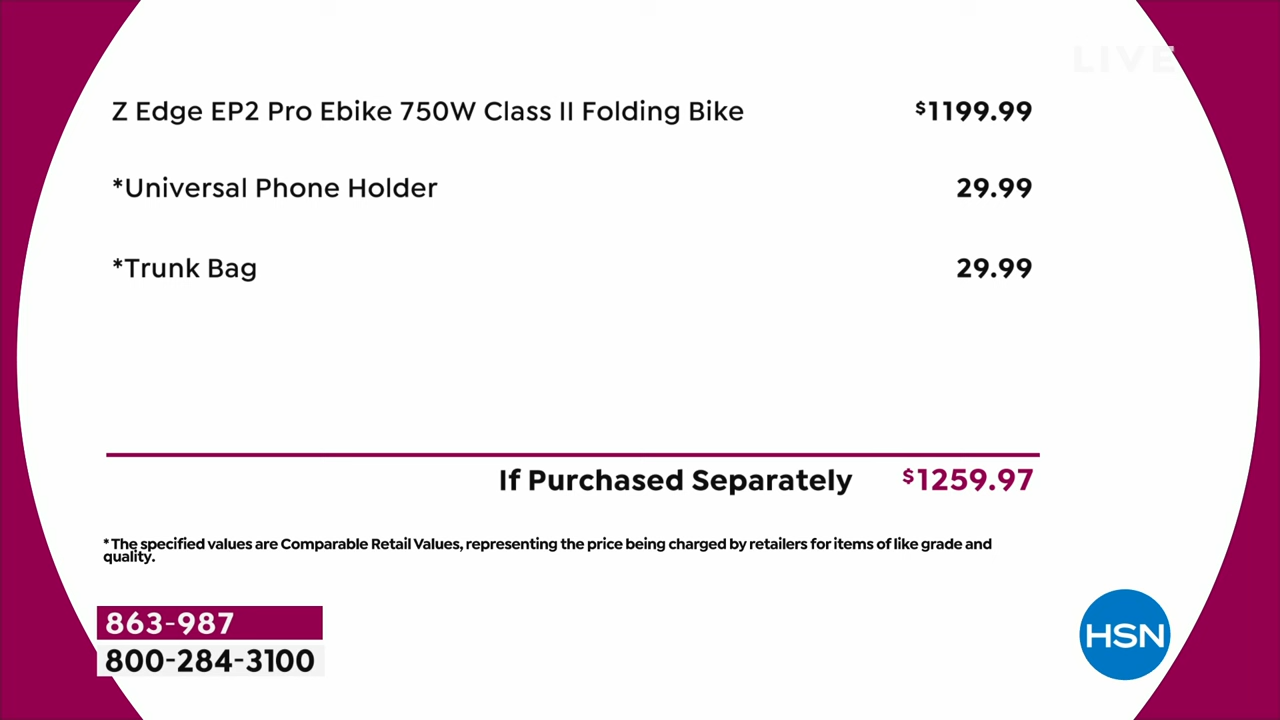 LIVE
Z Edge EP2 Pro Ebike 750W Class II Folding Bike $1199.99
*Universal Phone Holder 29.99
*Trunk Bag 29.99
If Purchased Separately $1259.97
*The specified values are Comparable Retail Values, representing the price being charged by retailers for items of like grade and
quality.
863-987
800-284-3100
HSN